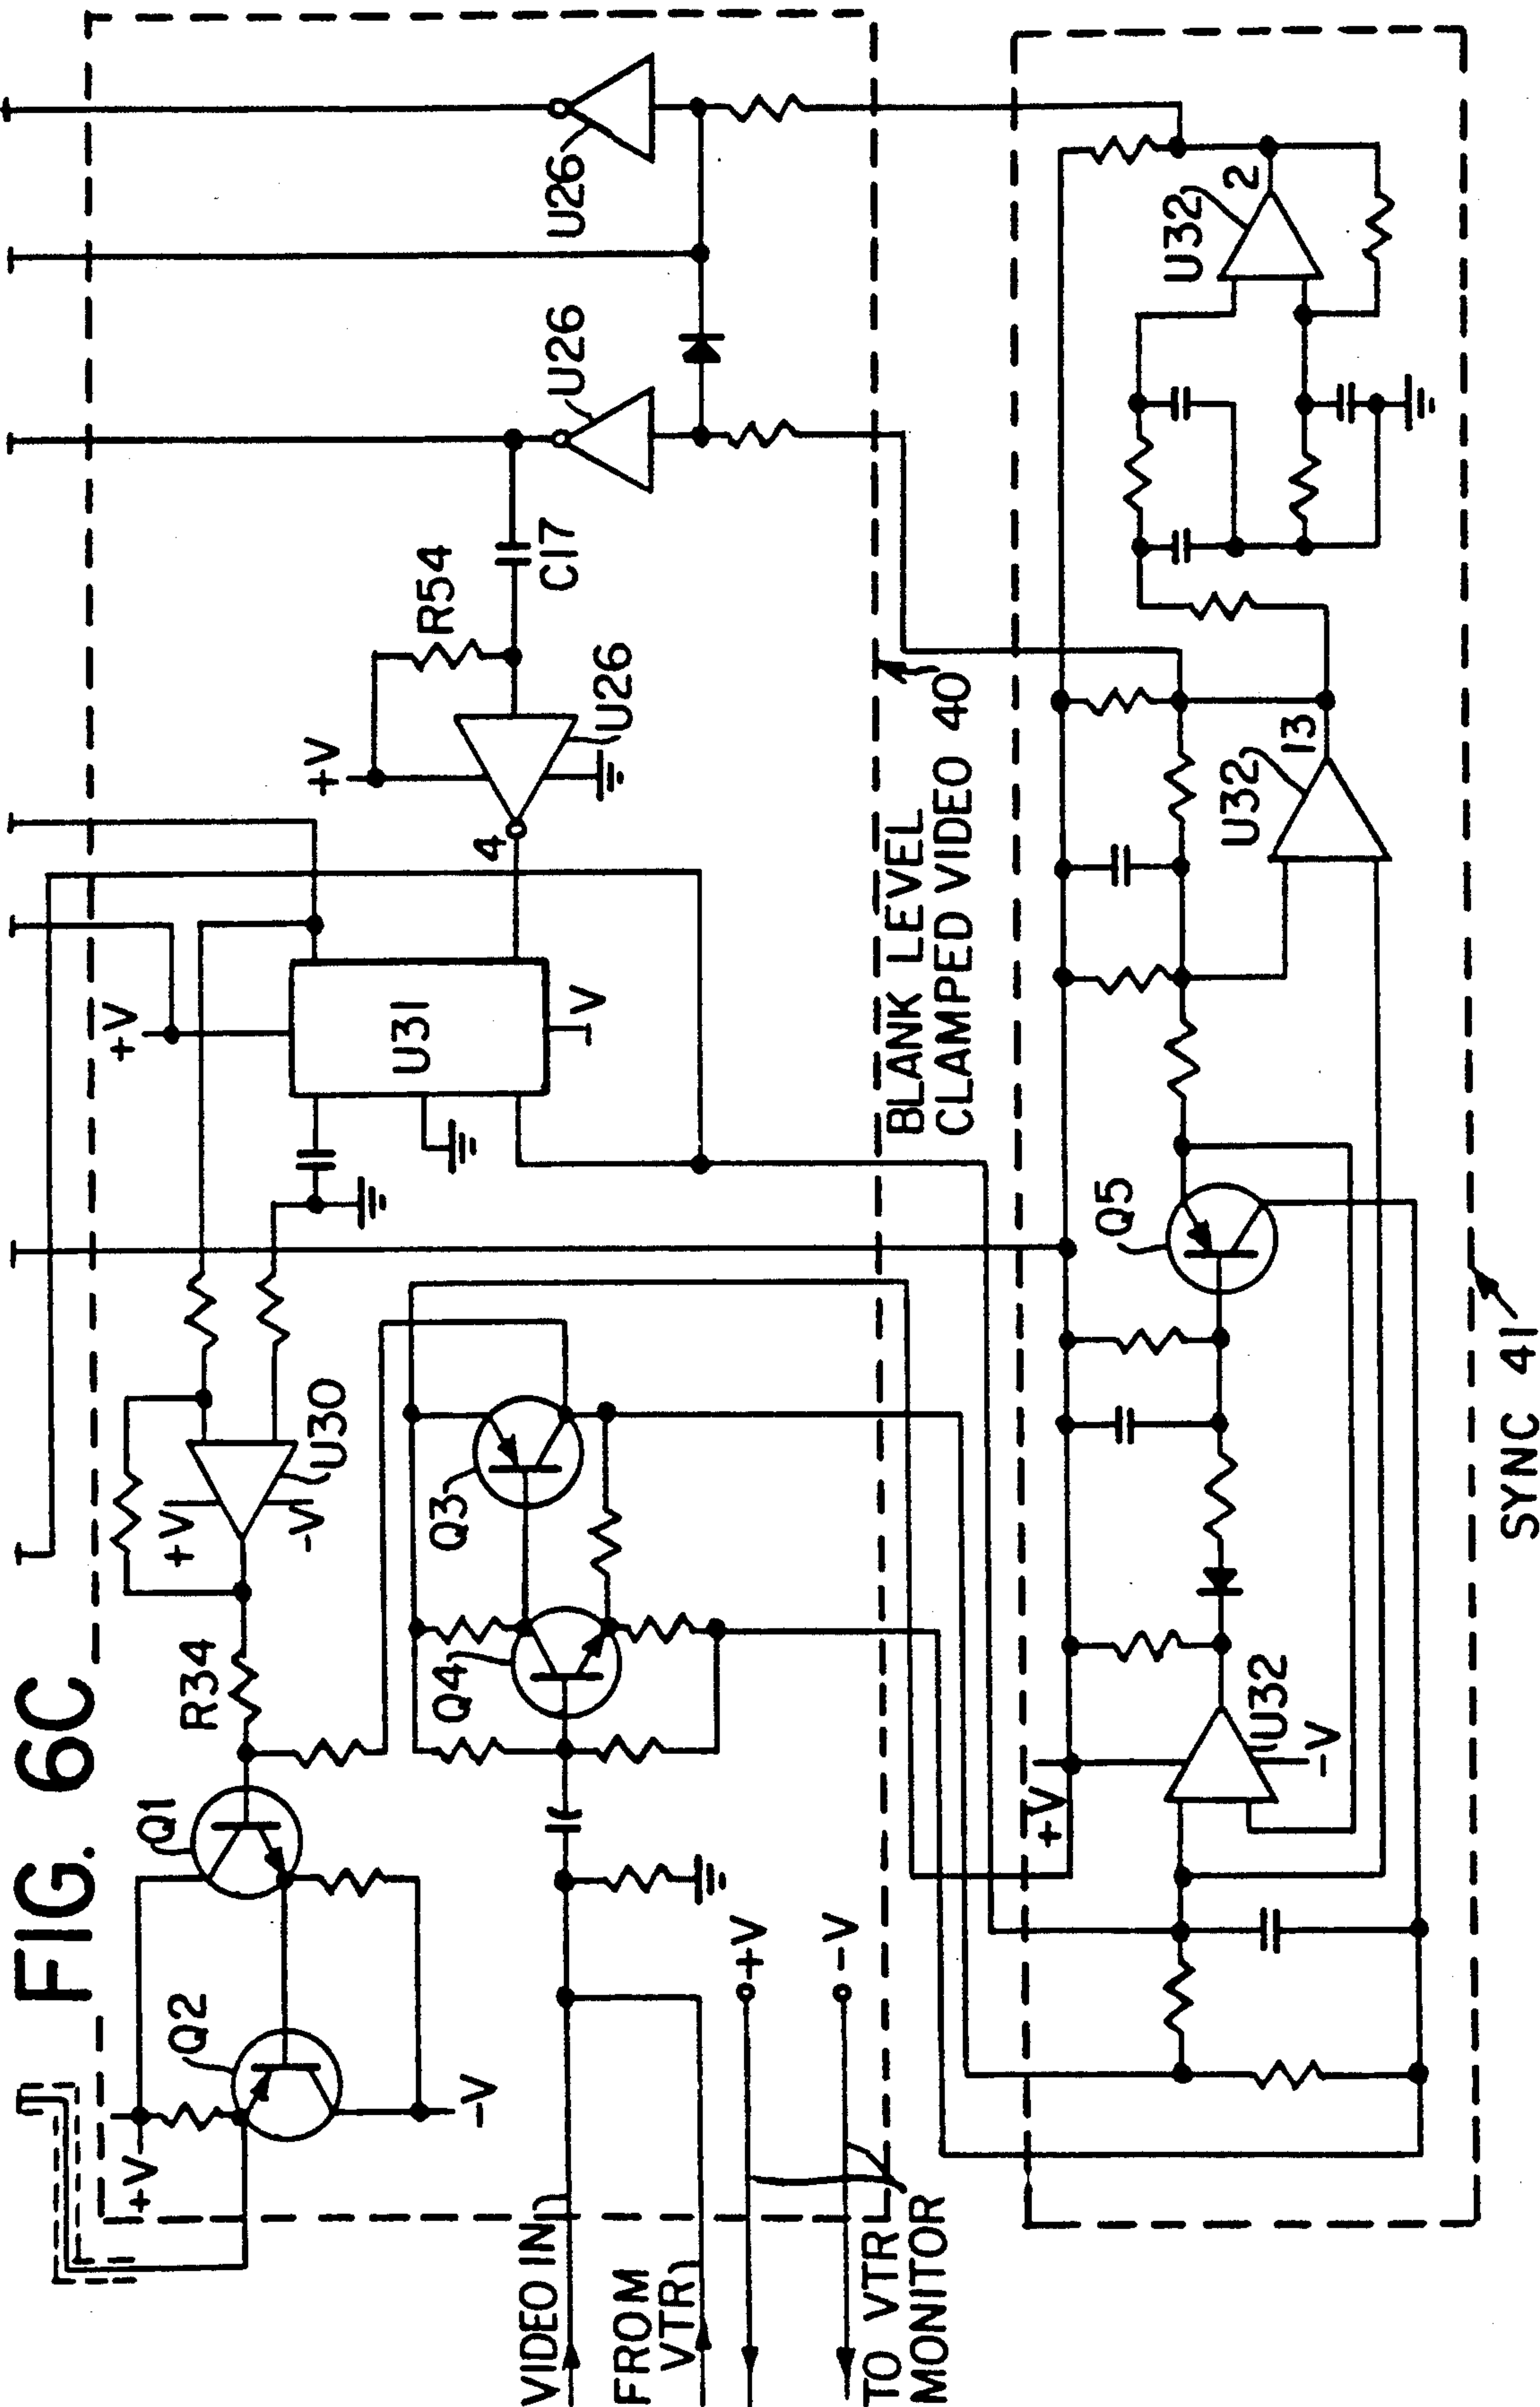 FIG. 6C
U26
U26
R54
C17
+V
U26
4
+V
U31
-V
U30
+V
-V
R34
Q1
Q2
+V
-V
Q3
Q4
BLANK LEVEL
CLAMPED VIDEO 40
VIDEO IN
FROM
VTR
+V
-V
TO VTR
MONITOR
U32
2
U32
13
Q5
+V
U32
-V
SYNC 41